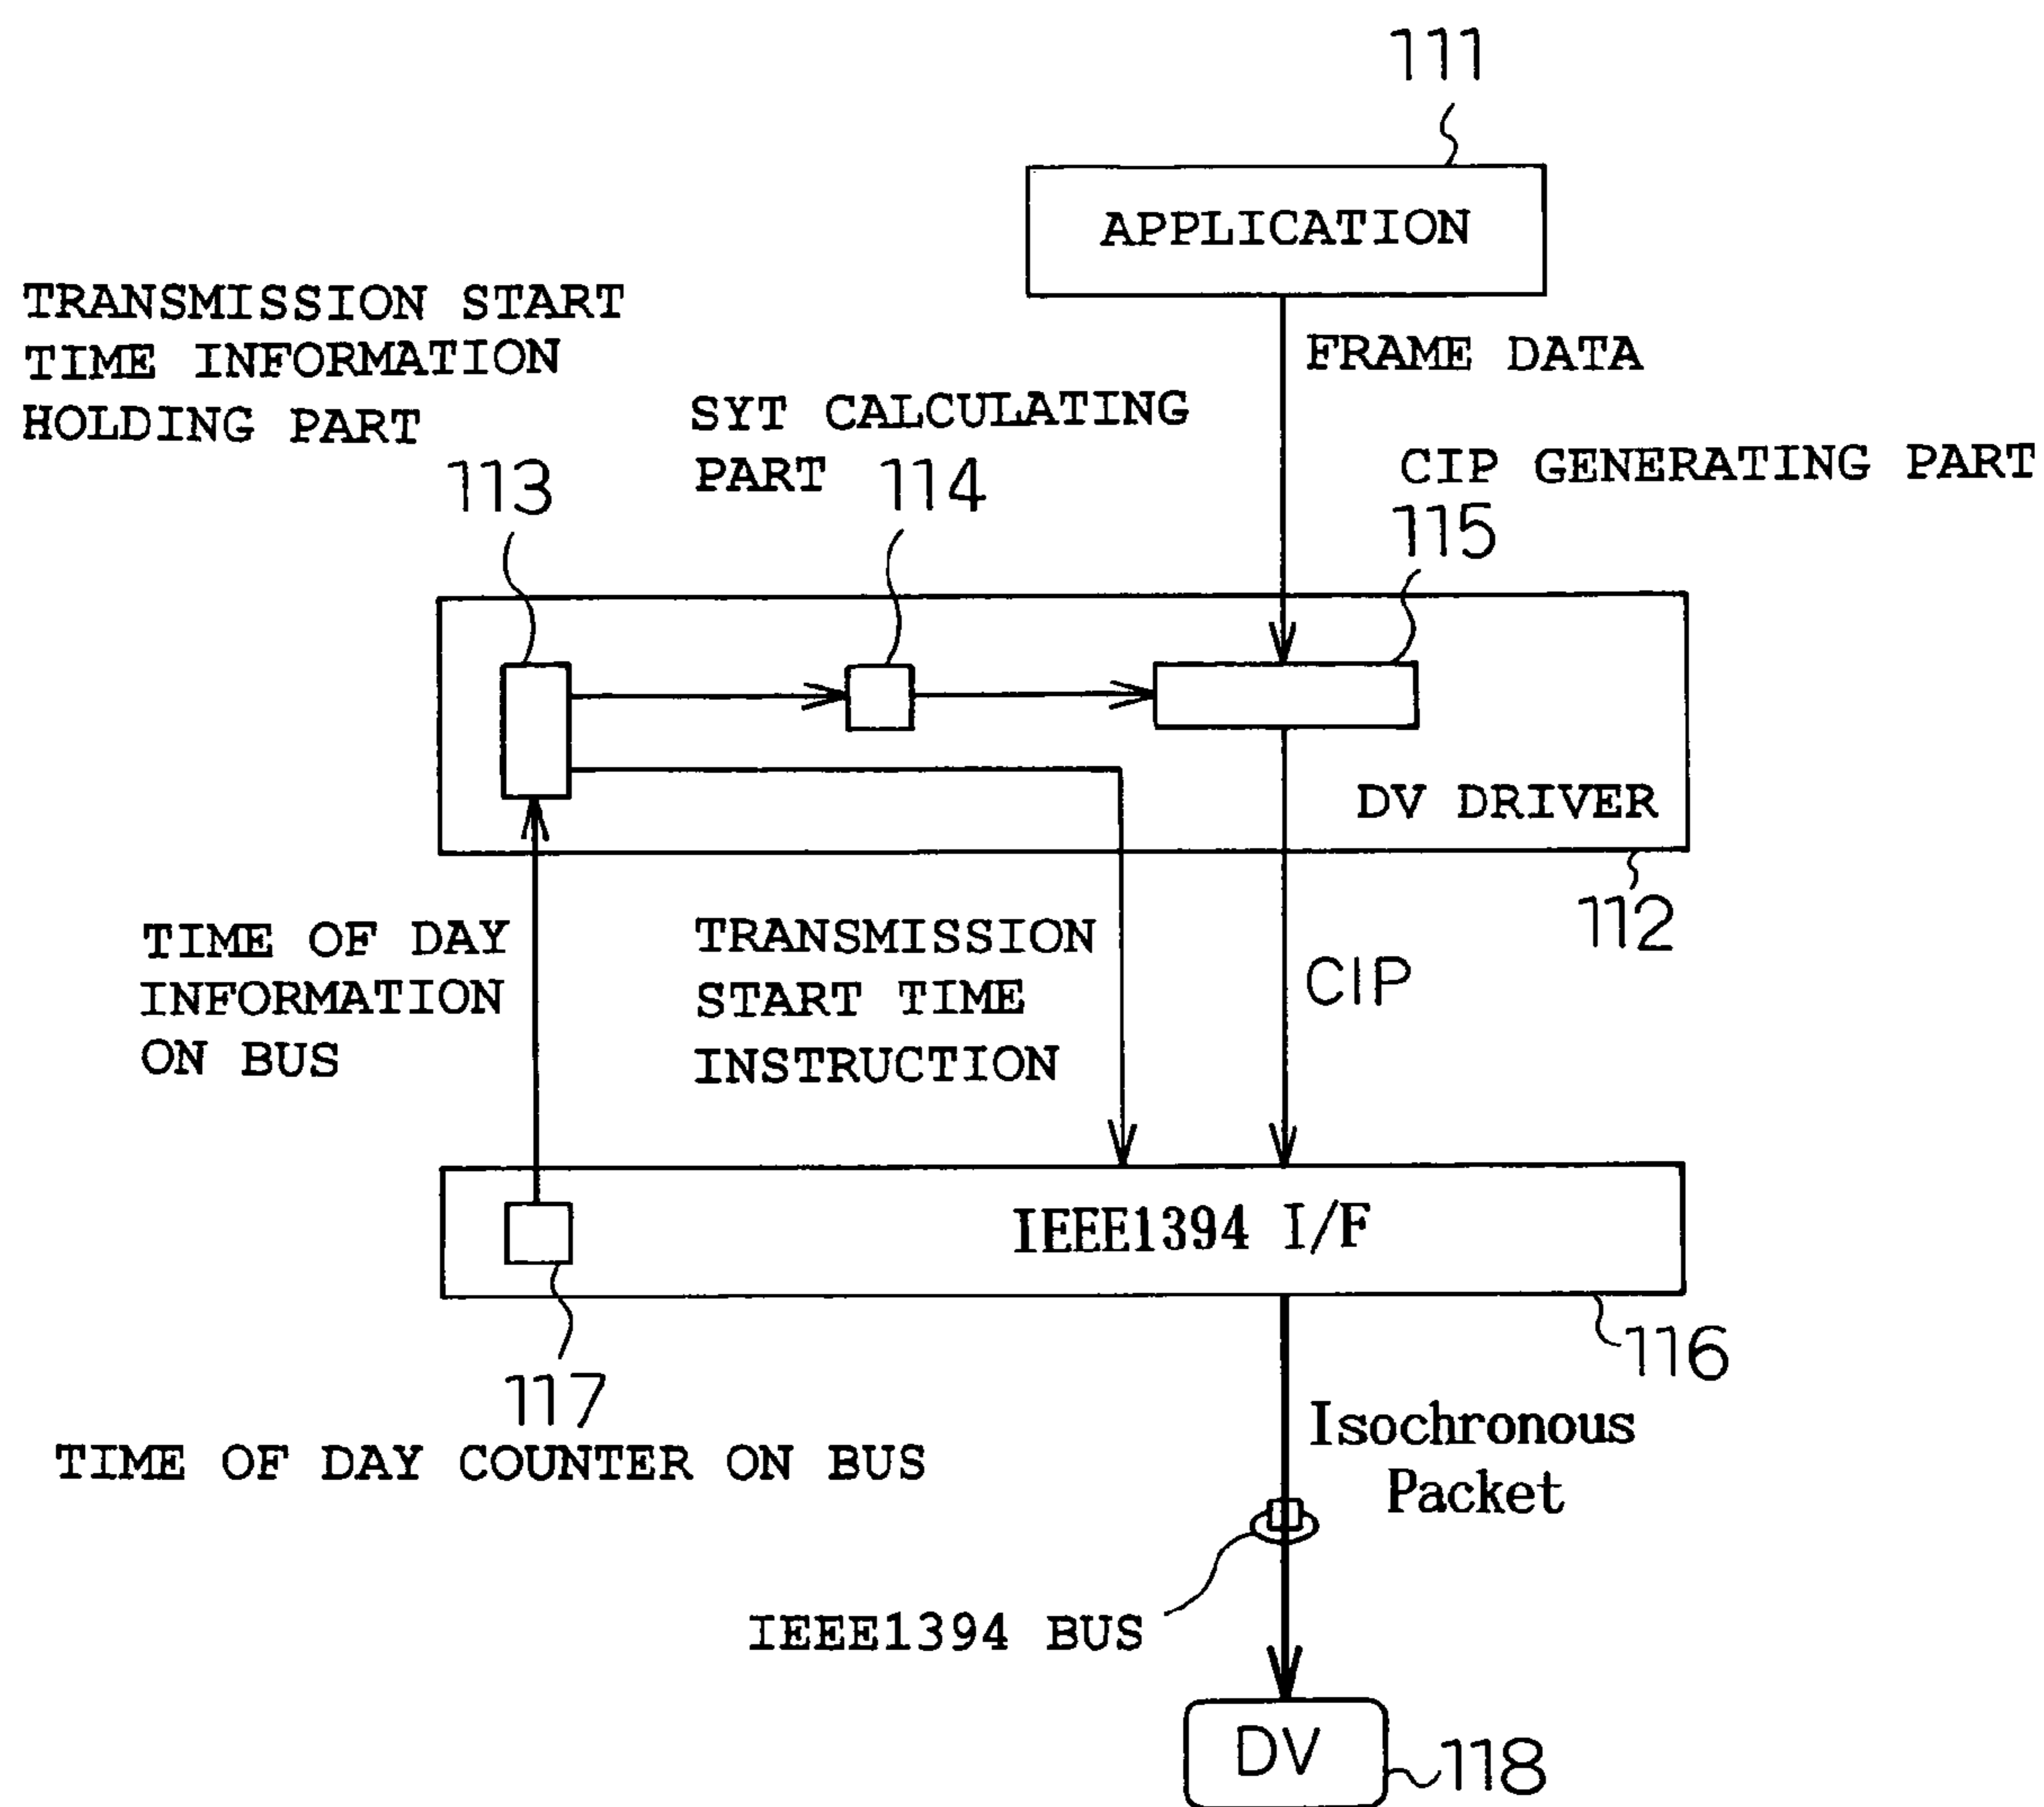 111
APPLICATION
TRANSMISSION START
TIME INFORMATION
HOLDING PART
FRAME DATA
SYT CALCULATING
PART
CIP GENERATING PART
113
114
115
DV DRIVER
112
TIME OF DAY
INFORMATION
ON BUS
TRANSMISSION
START TIME
INSTRUCTION
CIP
IEEE1394 I/F
116
117
TIME OF DAY COUNTER ON BUS
Isochronous
Packet
IEEE1394 BUS
DV
118